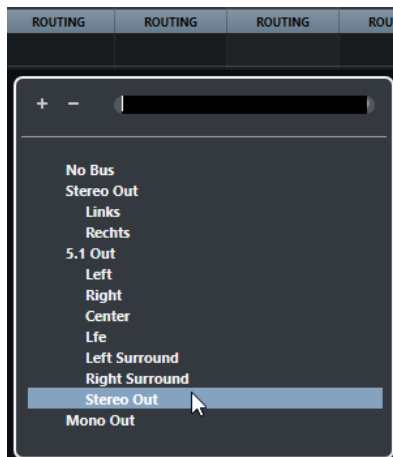 ROUTING ROUTING ROUTING ROU
+ −
No Bus
Stereo Out
Links
Rechts
5.1 Out
Left
Right
Center
Lfe
Left Surround
Right Surround
Stereo Out
Mono Out